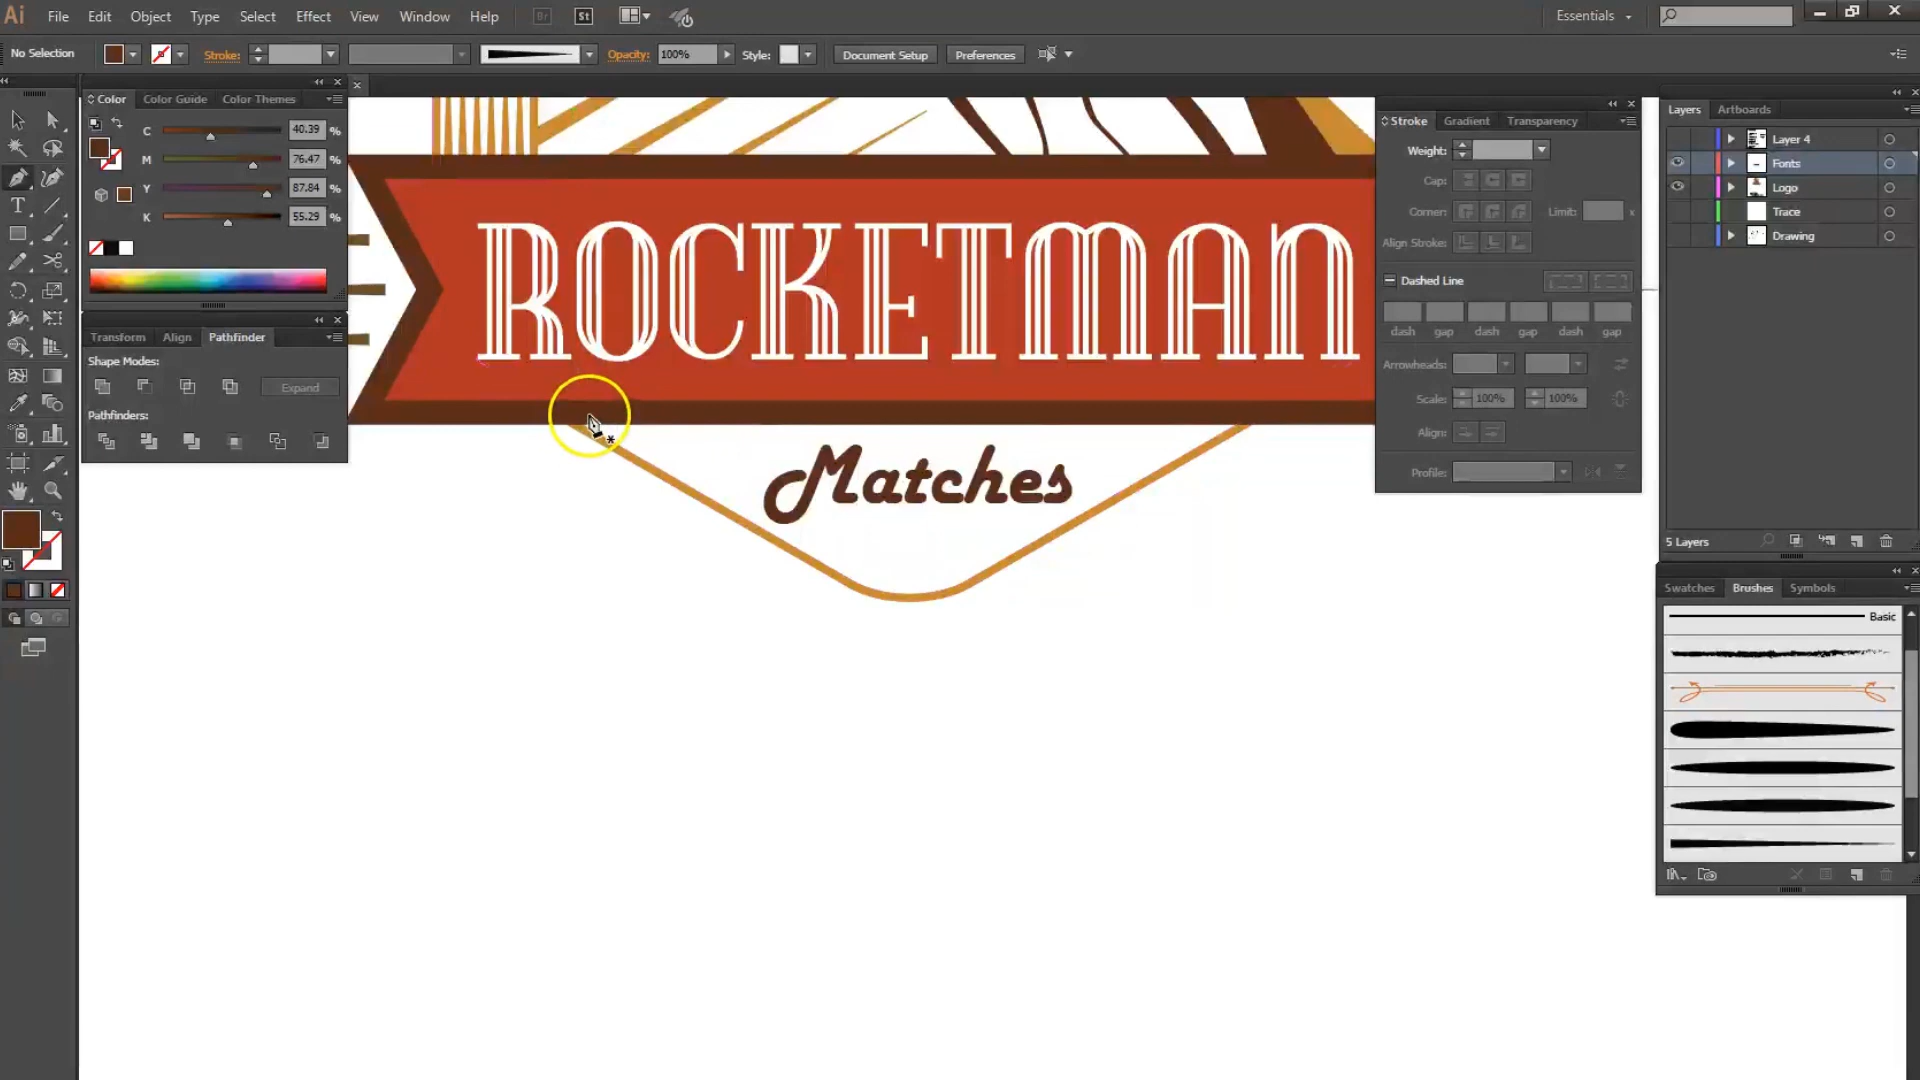 Ai File Edit Object Type Select Effect View Window Help Br St Essentials
No Selection Stroke: Opacity: 100% Style: Document Setup Preferences
Color Color Guide Color Themes
C 40.39 %
M 76.47 %
Y 87.84 %
K 55.29 %
Transform Align Pathfinder
Shape Modes:
Expand
Pathfinders:
ROCKETMAN
Matches
Stroke Gradient Transparency
Weight:
Cap:
Corner: Limit: x
Align Stroke:
Dashed Line
dash gap dash gap dash gap
Arrowheads:
Scale: 100% 100%
Align:
Profile:
Layers Artboards
Layer 4
Fonts
Logo
Trace
Drawing
5 Layers
Swatches Brushes Symbols
Basic